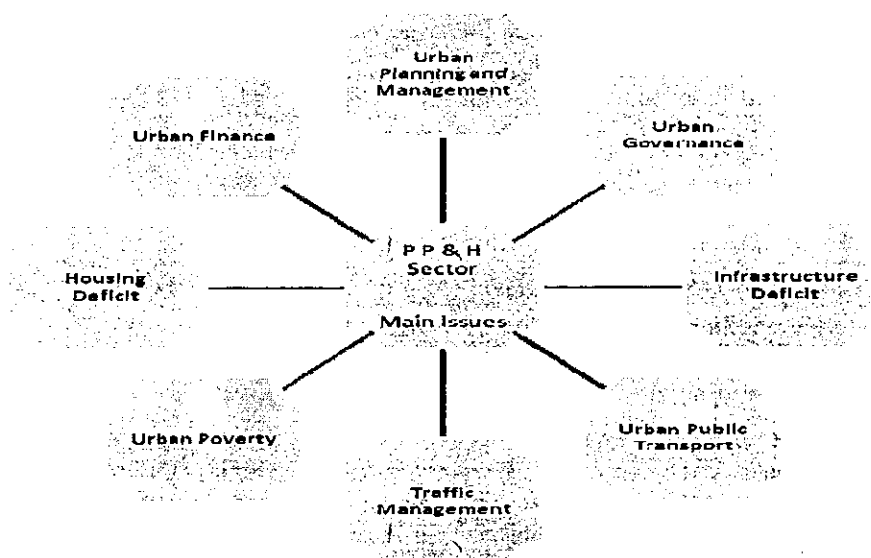 Urban
Planning and
Management
Urban Finance
Urban
Governance
P P & H
Sector
Main Issues
Housing
Deficit
Infrastructure
Deficit
Urban Poverty
Urban Public
Transport
Traffic
Management